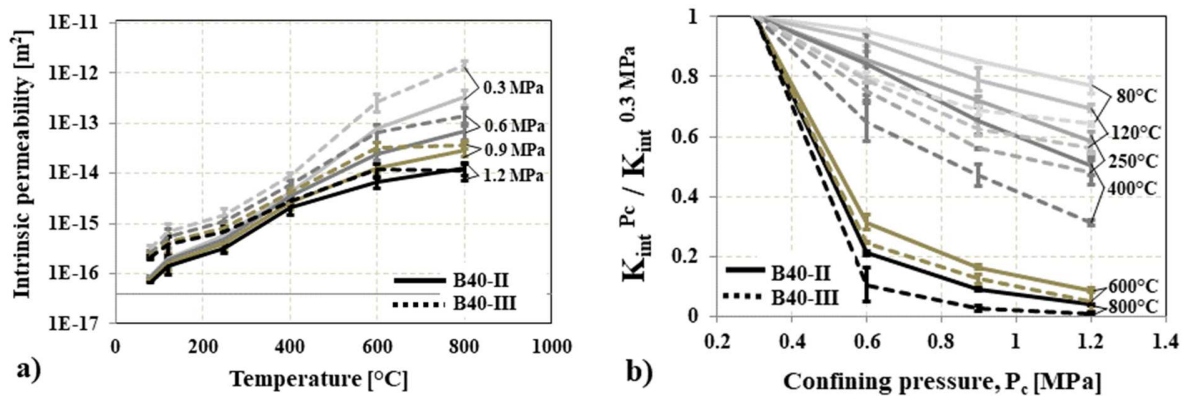 Intrinsic permeability [m²]
1E-11
1E-12
1E-13
1E-14
1E-15
1E-16
1E-17
0.3 MPa
0.6 MPa
0.9 MPa
1.2 MPa
B40-II
B40-III
0 200 400 600 800 1000
Temperature [°C]
a)
K_int^Pc / K_int^0.3 MPa
1
0.8
0.6
0.4
0.2
0
80°C
120°C
250°C
400°C
600°C
800°C
B40-II
B40-III
0.2 0.4 0.6 0.8 1 1.2 1.4
Confining pressure, P_c [MPa]
b)